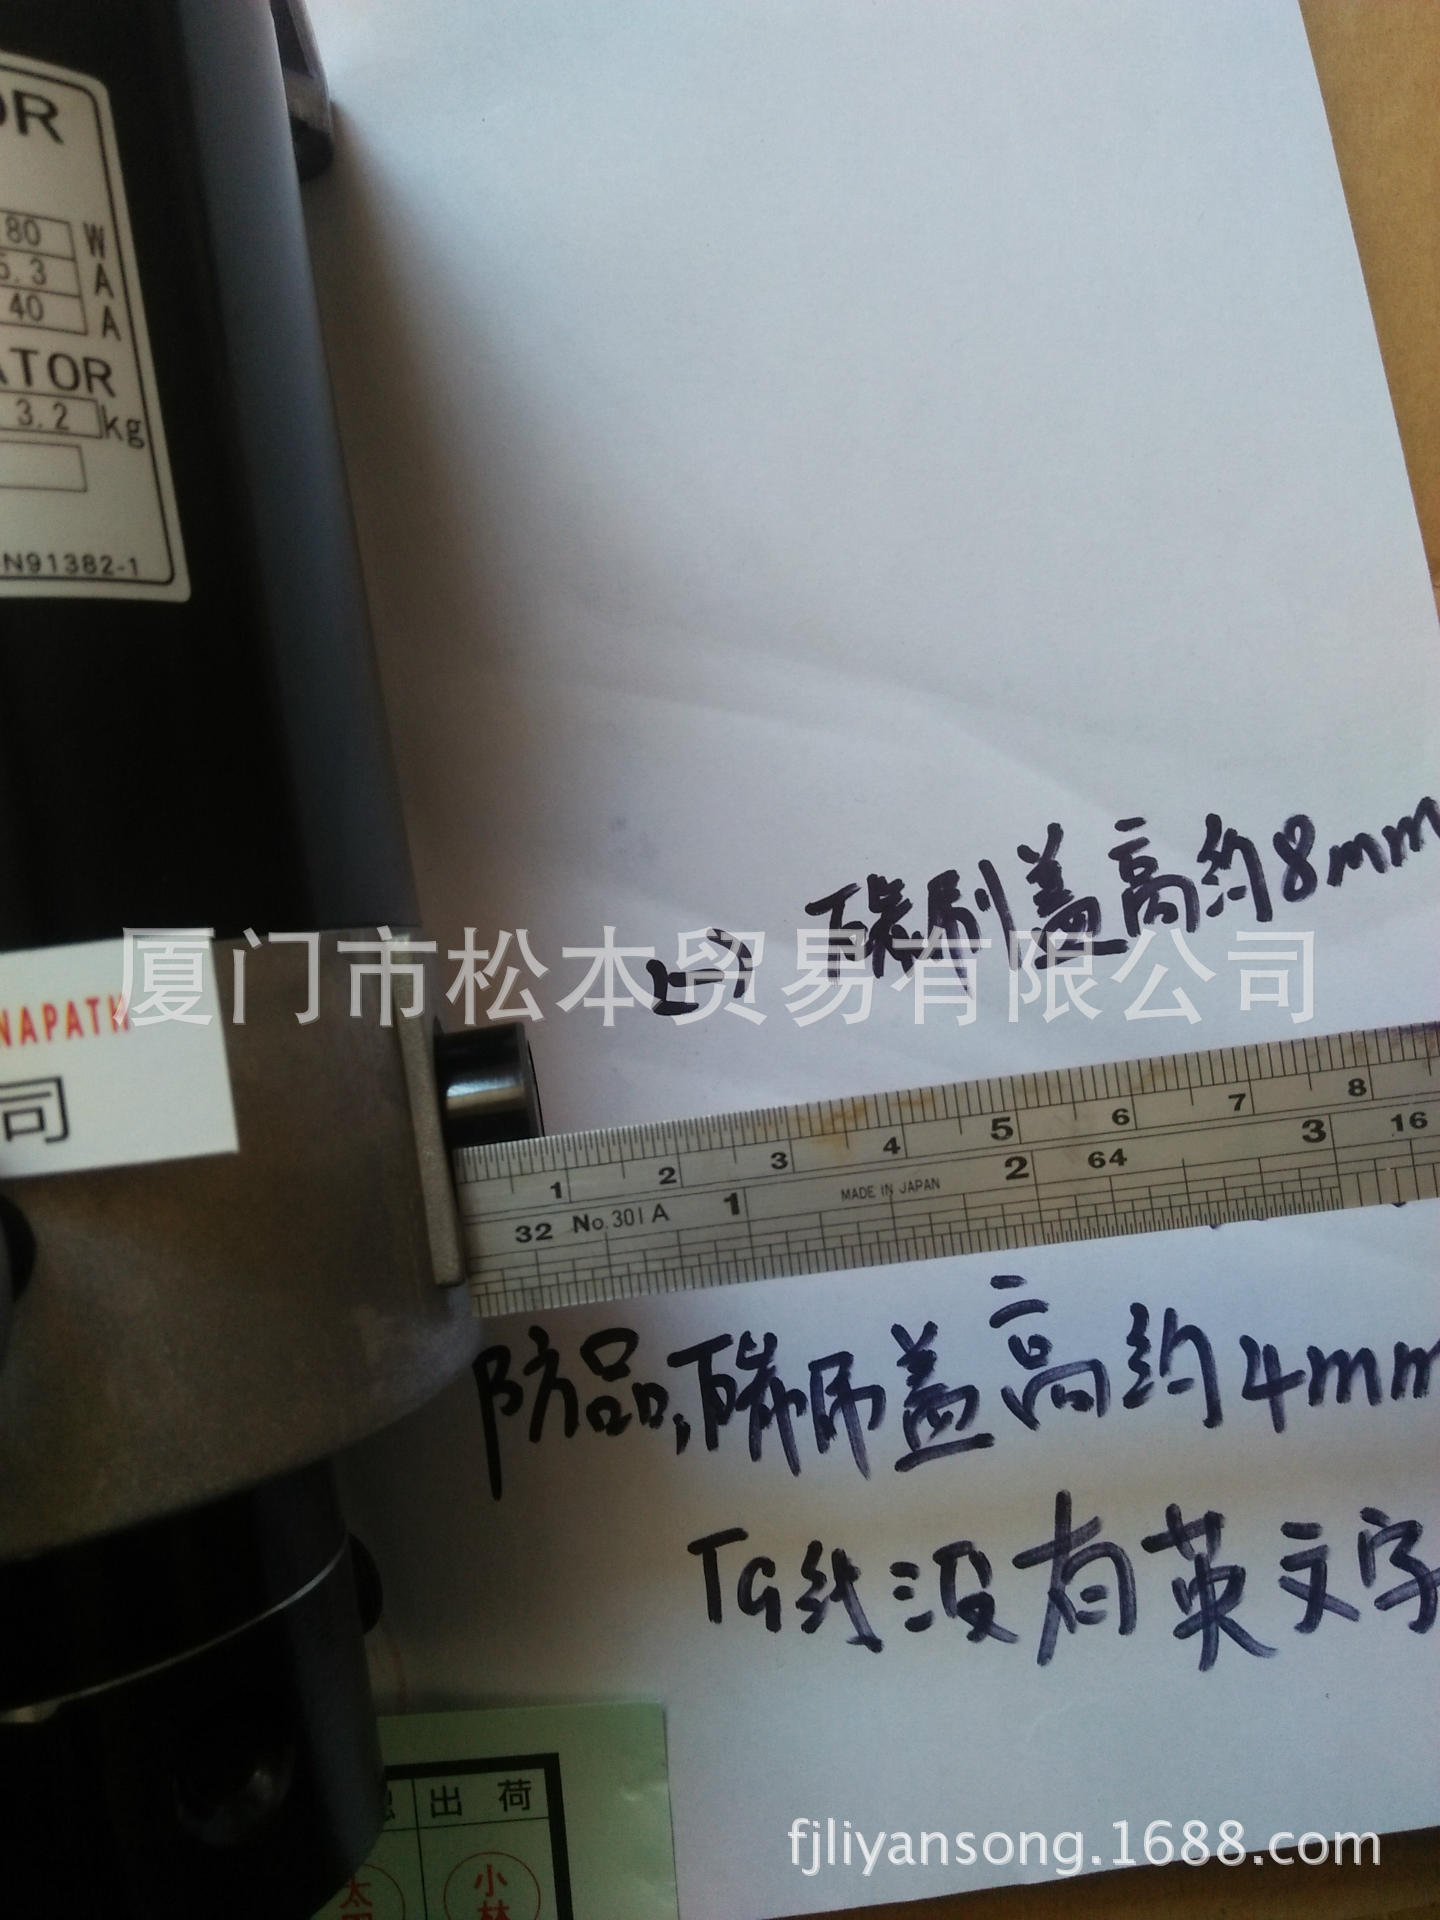 OR
80 W
5.3 A
40 A
ATOR
3.2 kg
N91382-1
碳刷盖高约8mm
厦门市松本贸易有限公司
NAPATH
司
1 2 3 4 5 6 7 8
32 No.301A 1 MADE IN JAPAN 2 64 3 16
防品,碳刷盖高约4mm
TG纸没有英文字
出荷
小林
太
fjliyansong.1688.com